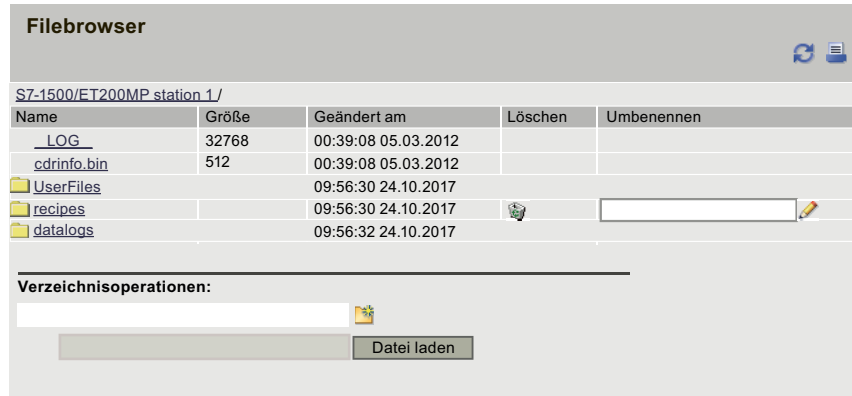 Filebrowser
S7-1500/ET200MP station 1 /
Name Größe Geändert am Löschen Umbenennen
__LOG__ 32768 00:39:08 05.03.2012
cdrinfo.bin 512 00:39:08 05.03.2012
UserFiles 09:56:30 24.10.2017
recipes 09:56:30 24.10.2017
datalogs 09:56:32 24.10.2017
Verzeichnisoperationen:
Datei laden